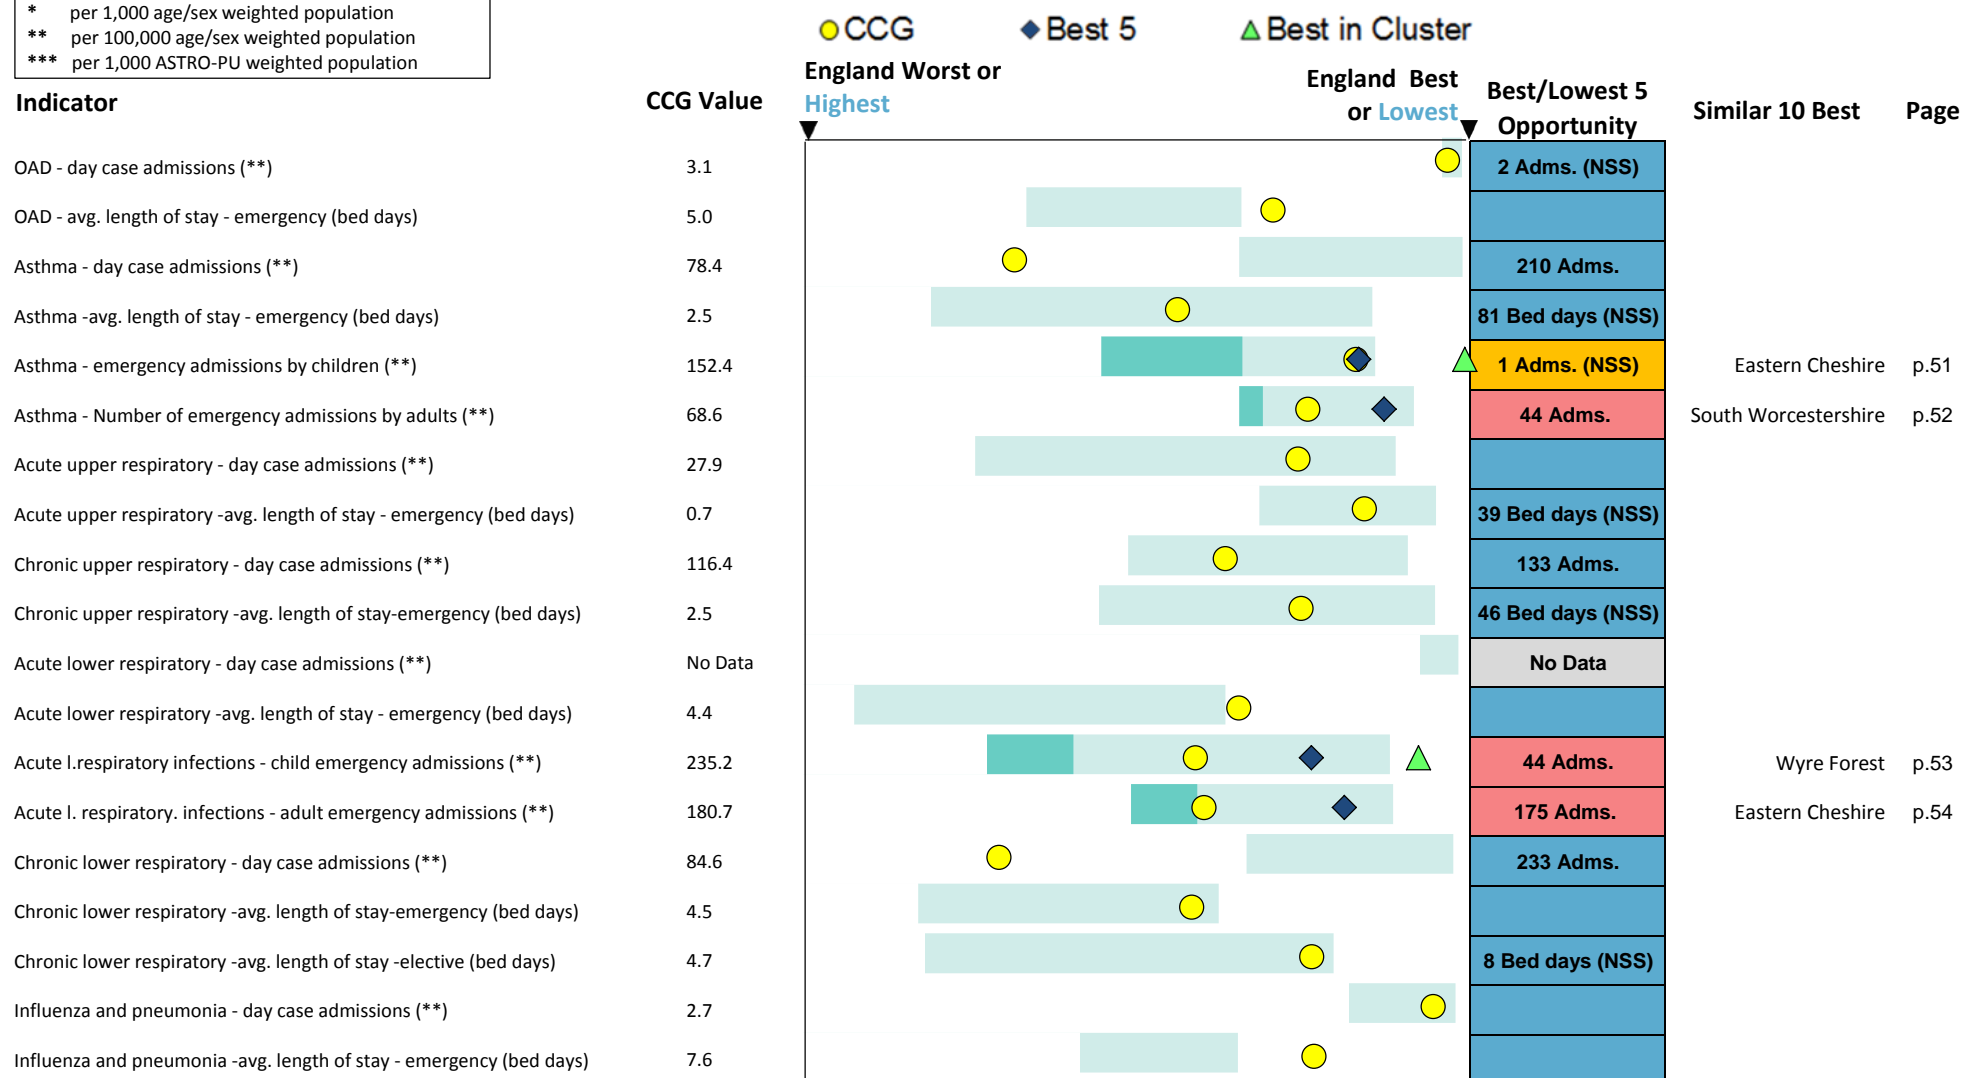 * per 1,000 age/sex weighted population
** per 100,000 age/sex weighted population
*** per 1,000 ASTRO-PU weighted population
CCG Best 5 Best in Cluster
Indicator CCG Value England Worst or Highest England Best or Lowest Best/Lowest 5 Opportunity Similar 10 Best Page
OAD - day case admissions (**) 3.1 2 Adms. (NSS)
OAD - avg. length of stay - emergency (bed days) 5.0
Asthma - day case admissions (**) 78.4 210 Adms.
Asthma -avg. length of stay - emergency (bed days) 2.5 81 Bed days (NSS)
Asthma - emergency admissions by children (**) 152.4 1 Adms. (NSS) Eastern Cheshire p.51
Asthma - Number of emergency admissions by adults (**) 68.6 44 Adms. South Worcestershire p.52
Acute upper respiratory - day case admissions (**) 27.9
Acute upper respiratory -avg. length of stay - emergency (bed days) 0.7 39 Bed days (NSS)
Chronic upper respiratory - day case admissions (**) 116.4 133 Adms.
Chronic upper respiratory -avg. length of stay-emergency (bed days) 2.5 46 Bed days (NSS)
Acute lower respiratory - day case admissions (**) No Data No Data
Acute lower respiratory -avg. length of stay - emergency (bed days) 4.4
Acute l.respiratory infections - child emergency admissions (**) 235.2 44 Adms. Wyre Forest p.53
Acute l. respiratory. infections - adult emergency admissions (**) 180.7 175 Adms. Eastern Cheshire p.54
Chronic lower respiratory - day case admissions (**) 84.6 233 Adms.
Chronic lower respiratory -avg. length of stay-emergency (bed days) 4.5
Chronic lower respiratory -avg. length of stay -elective (bed days) 4.7 8 Bed days (NSS)
Influenza and pneumonia - day case admissions (**) 2.7
Influenza and pneumonia -avg. length of stay - emergency (bed days) 7.6